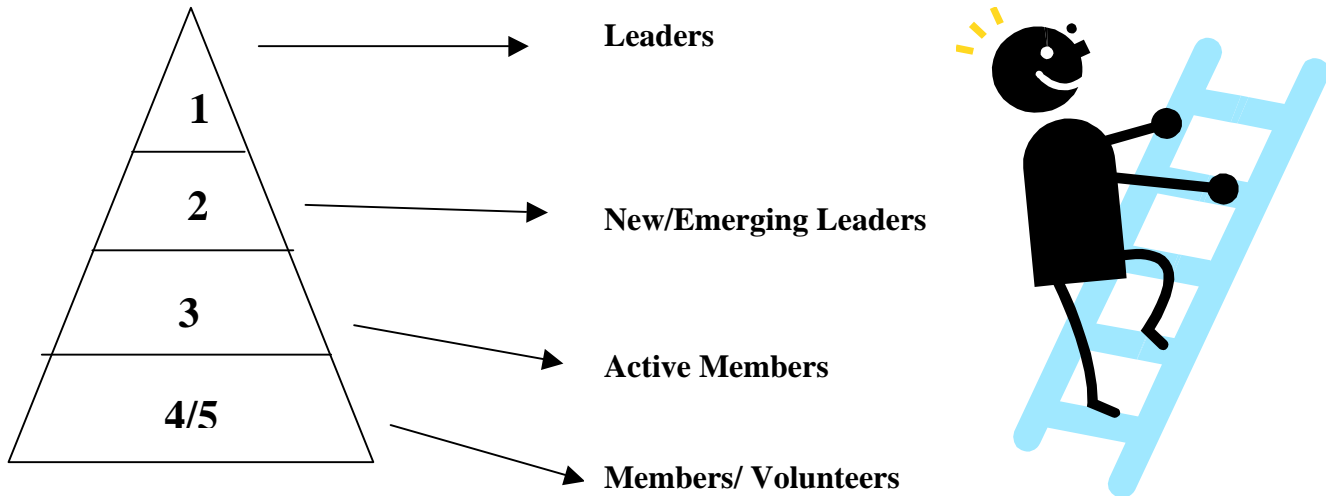 1
Leaders
2
New/Emerging Leaders
3
Active Members
4/5
Members/ Volunteers